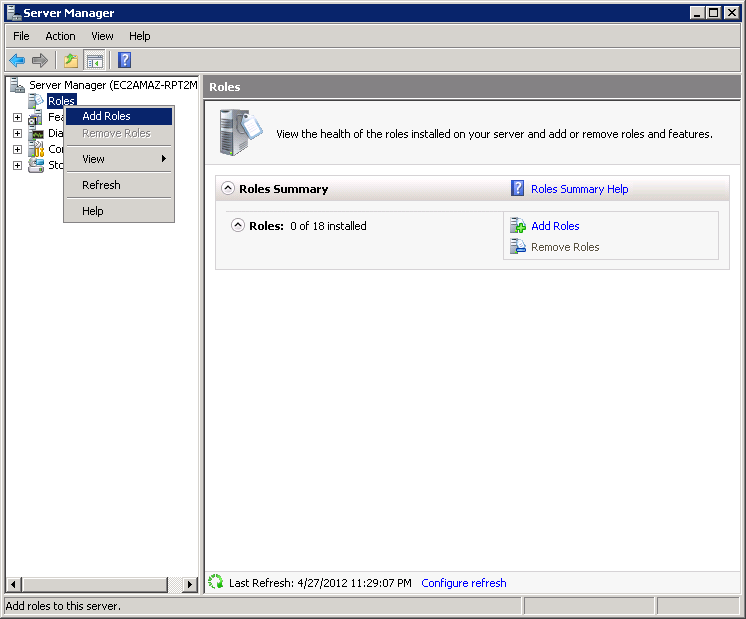 Server Manager
File Action View Help
Server Manager (EC2AMAZ-RPT2M
Roles
Fea
Dia
Co
Sto
Add Roles
Remove Roles
View
Refresh
Help
Roles
View the health of the roles installed on your server and add or remove roles and features.
Roles Summary
Roles Summary Help
Roles: 0 of 18 installed
Add Roles
Remove Roles
Last Refresh: 4/27/2012 11:29:07 PM Configure refresh
Add roles to this server.